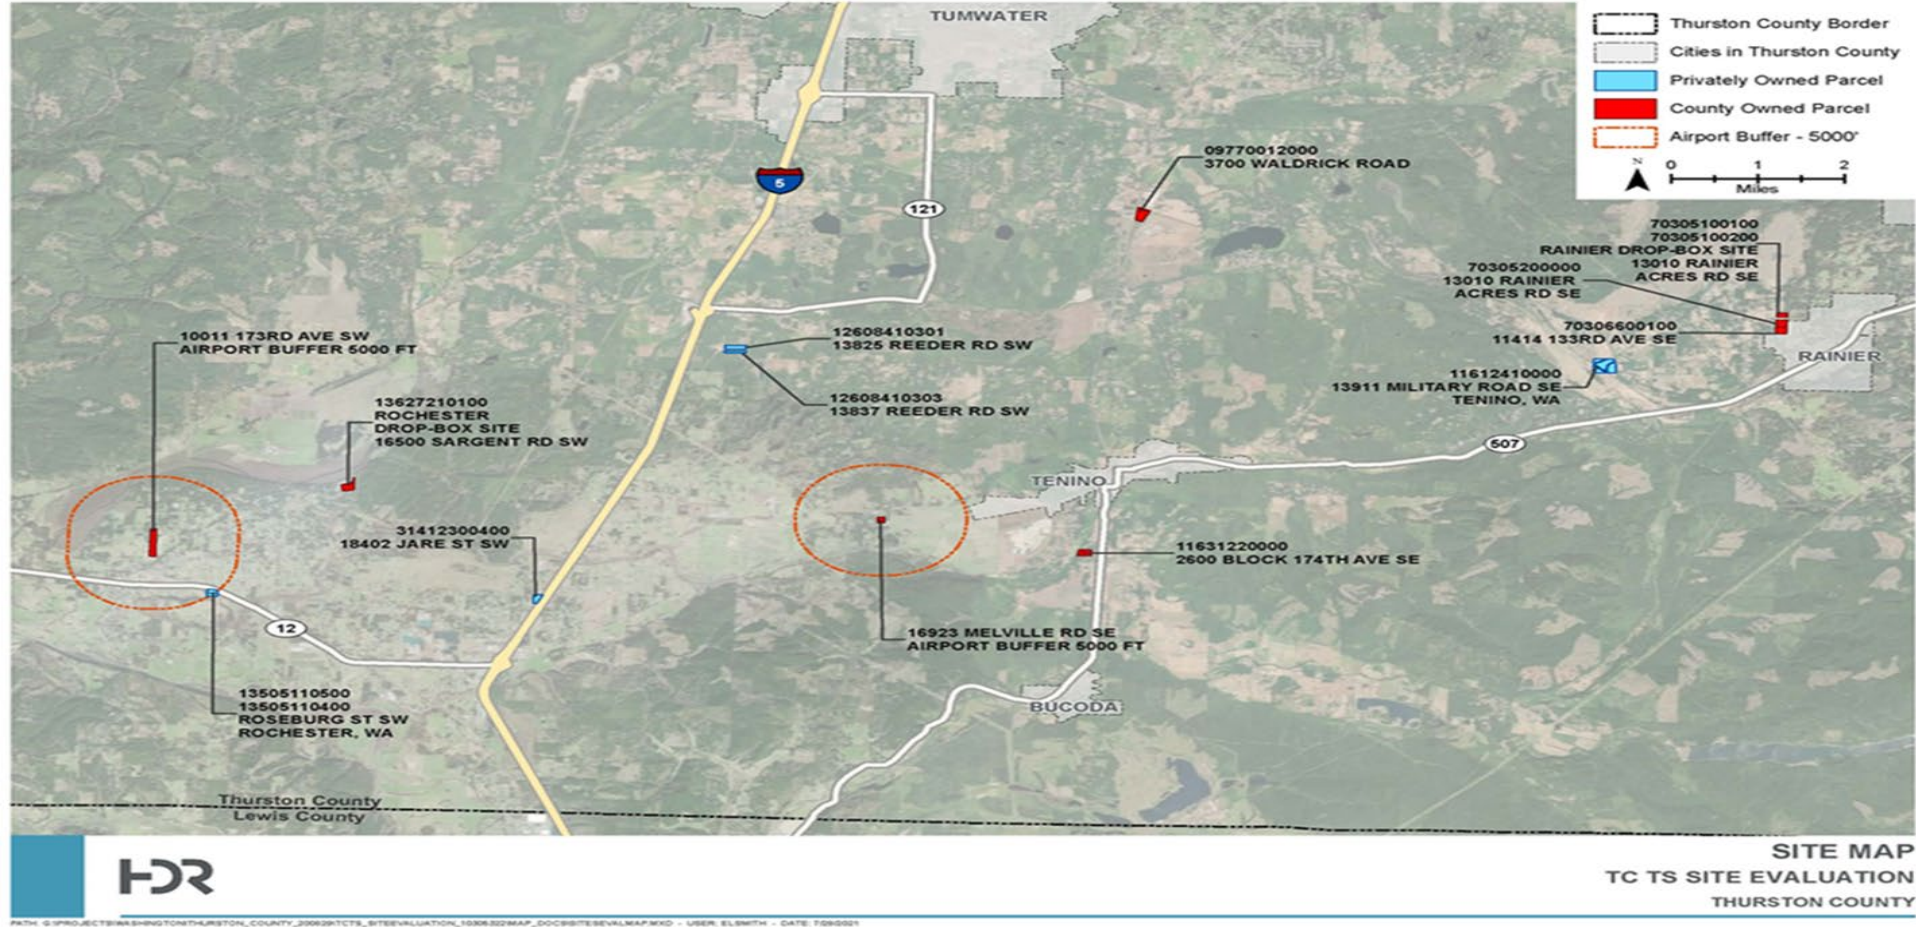 TUMWATER
Thurston County Border
Cities in Thurston County
Privately Owned Parcel
County Owned Parcel
Airport Buffer - 5000'
N
0 1 2
Miles
5
121
09770012000
3700 WALDRICK ROAD
70305100100
70305100200
RAINIER DROP-BOX SITE
13010 RAINIER
ACRES RD SE
70305200000
13010 RAINIER
ACRES RD SE
70306600100
11414 133RD AVE SE
RAINIER
11612410000
13911 MILITARY ROAD SE
TENINO, WA
12608410301
13825 REEDER RD SW
12608410303
13837 REEDER RD SW
10011 173RD AVE SW
AIRPORT BUFFER 5000 FT
13627210100
ROCHESTER
DROP-BOX SITE
16500 SARGENT RD SW
507
TENINO
31412300400
18402 JARE ST SW
11631220000
2600 BLOCK 174TH AVE SE
12
16923 MELVILLE RD SE
AIRPORT BUFFER 5000 FT
13505110500
13505110400
ROSEBURG ST SW
ROCHESTER, WA
BUCODA
Thurston County
Lewis County
HDR
SITE MAP
TC TS SITE EVALUATION
THURSTON COUNTY
- USER: ELSMITH - DATE: 7/29/2021